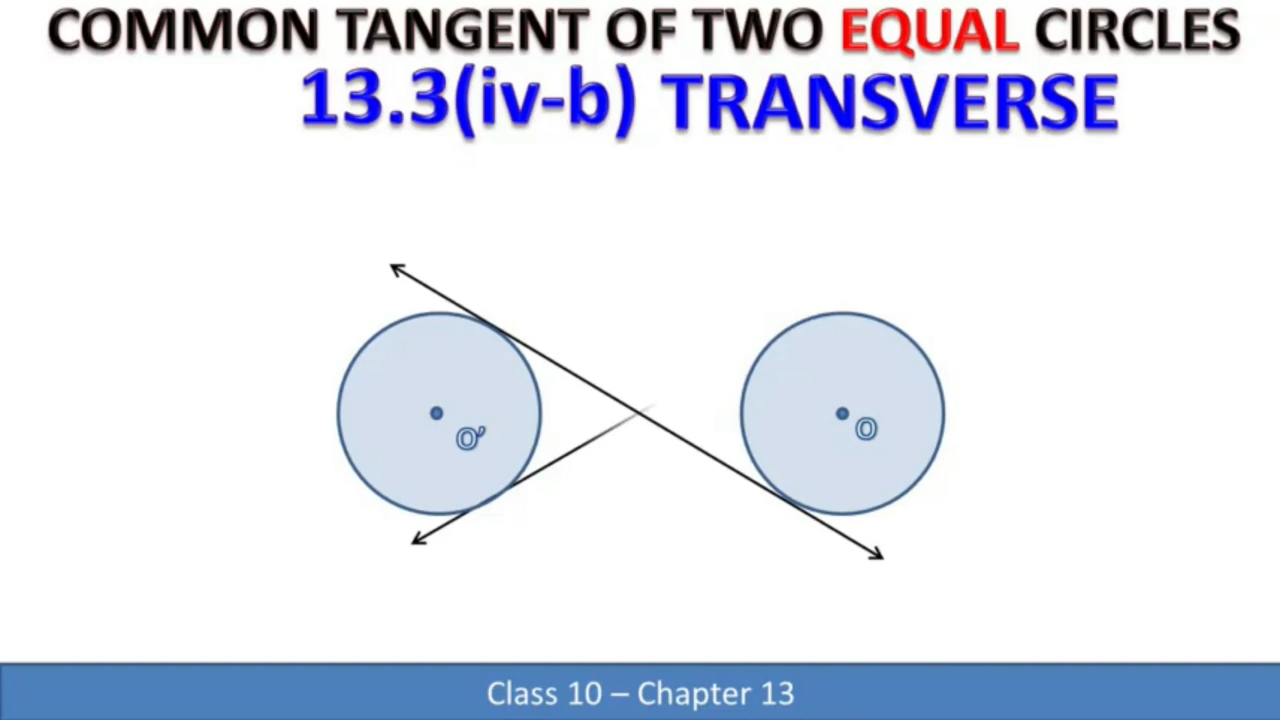 COMMON TANGENT OF TWO EQUAL CIRCLES
13.3(iv-b) TRANSVERSE
O'
O
Class 10 – Chapter 13